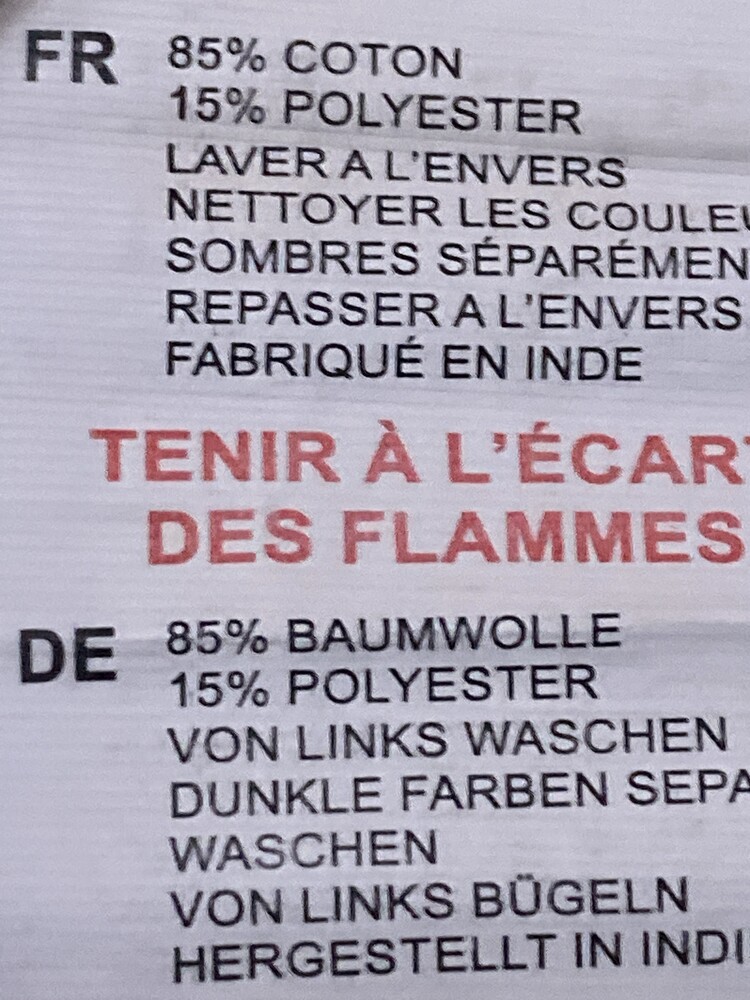 FR 85% COTON
15% POLYESTER
LAVER A L'ENVERS
NETTOYER LES COULEU
SOMBRES SÉPARÉMEN
REPASSER A L'ENVERS
FABRIQUÉ EN INDE
TENIR À L'ÉCART
DES FLAMMES
DE 85% BAUMWOLLE
15% POLYESTER
VON LINKS WASCHEN
DUNKLE FARBEN SEPA
WASCHEN
VON LINKS BÜGELN
HERGESTELLT IN INDI